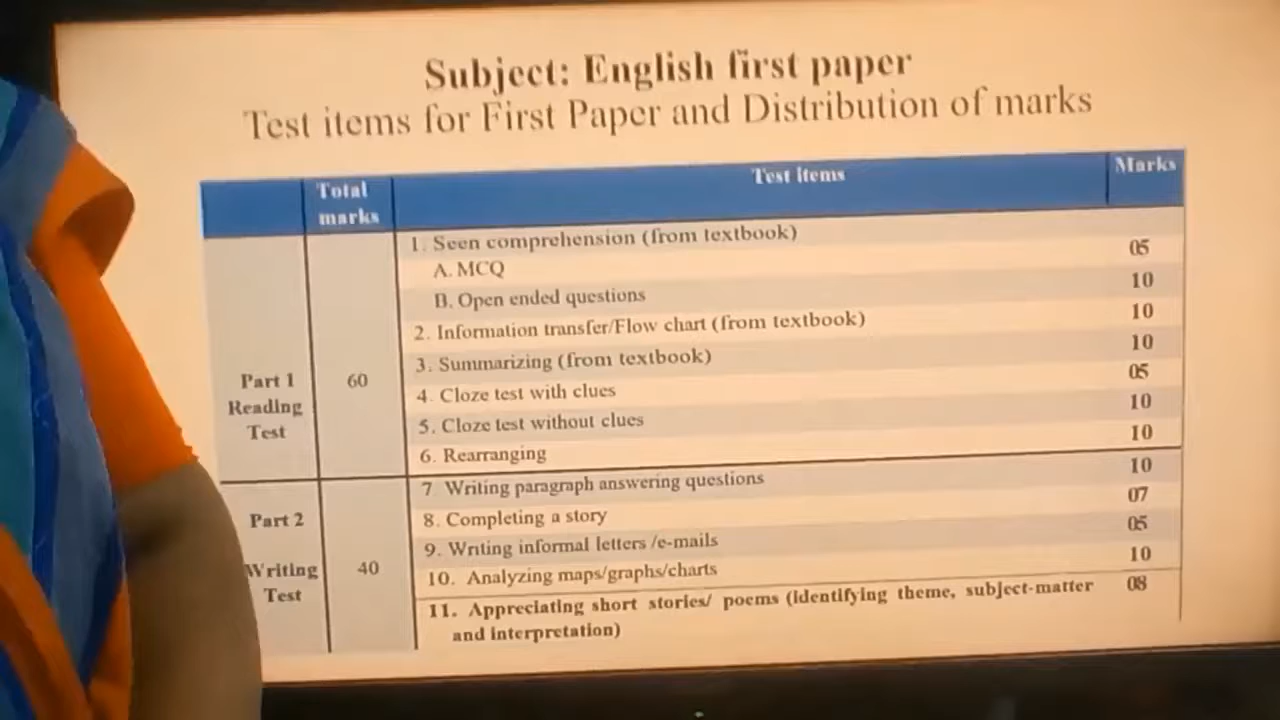 Subject: English first paper
Test items for First Paper and Distribution of marks
Total marks Test items Marks
Part 1 Reading Test 60
1. Seen comprehension (from textbook)
A. MCQ 05
B. Open ended questions 10
2. Information transfer/Flow chart (from textbook) 10
3. Summarizing (from textbook) 10
4. Cloze test with clues 05
5. Cloze test without clues 10
6. Rearranging 10
Part 2 Writing Test 40
7 Writing paragraph answering questions 10
8. Completing a story 07
9. Writing informal letters /e-mails 05
10. Analyzing maps/graphs/charts 10
11. Appreciating short stories/ poems (identifying theme, subject-matter 08
and interpretation)